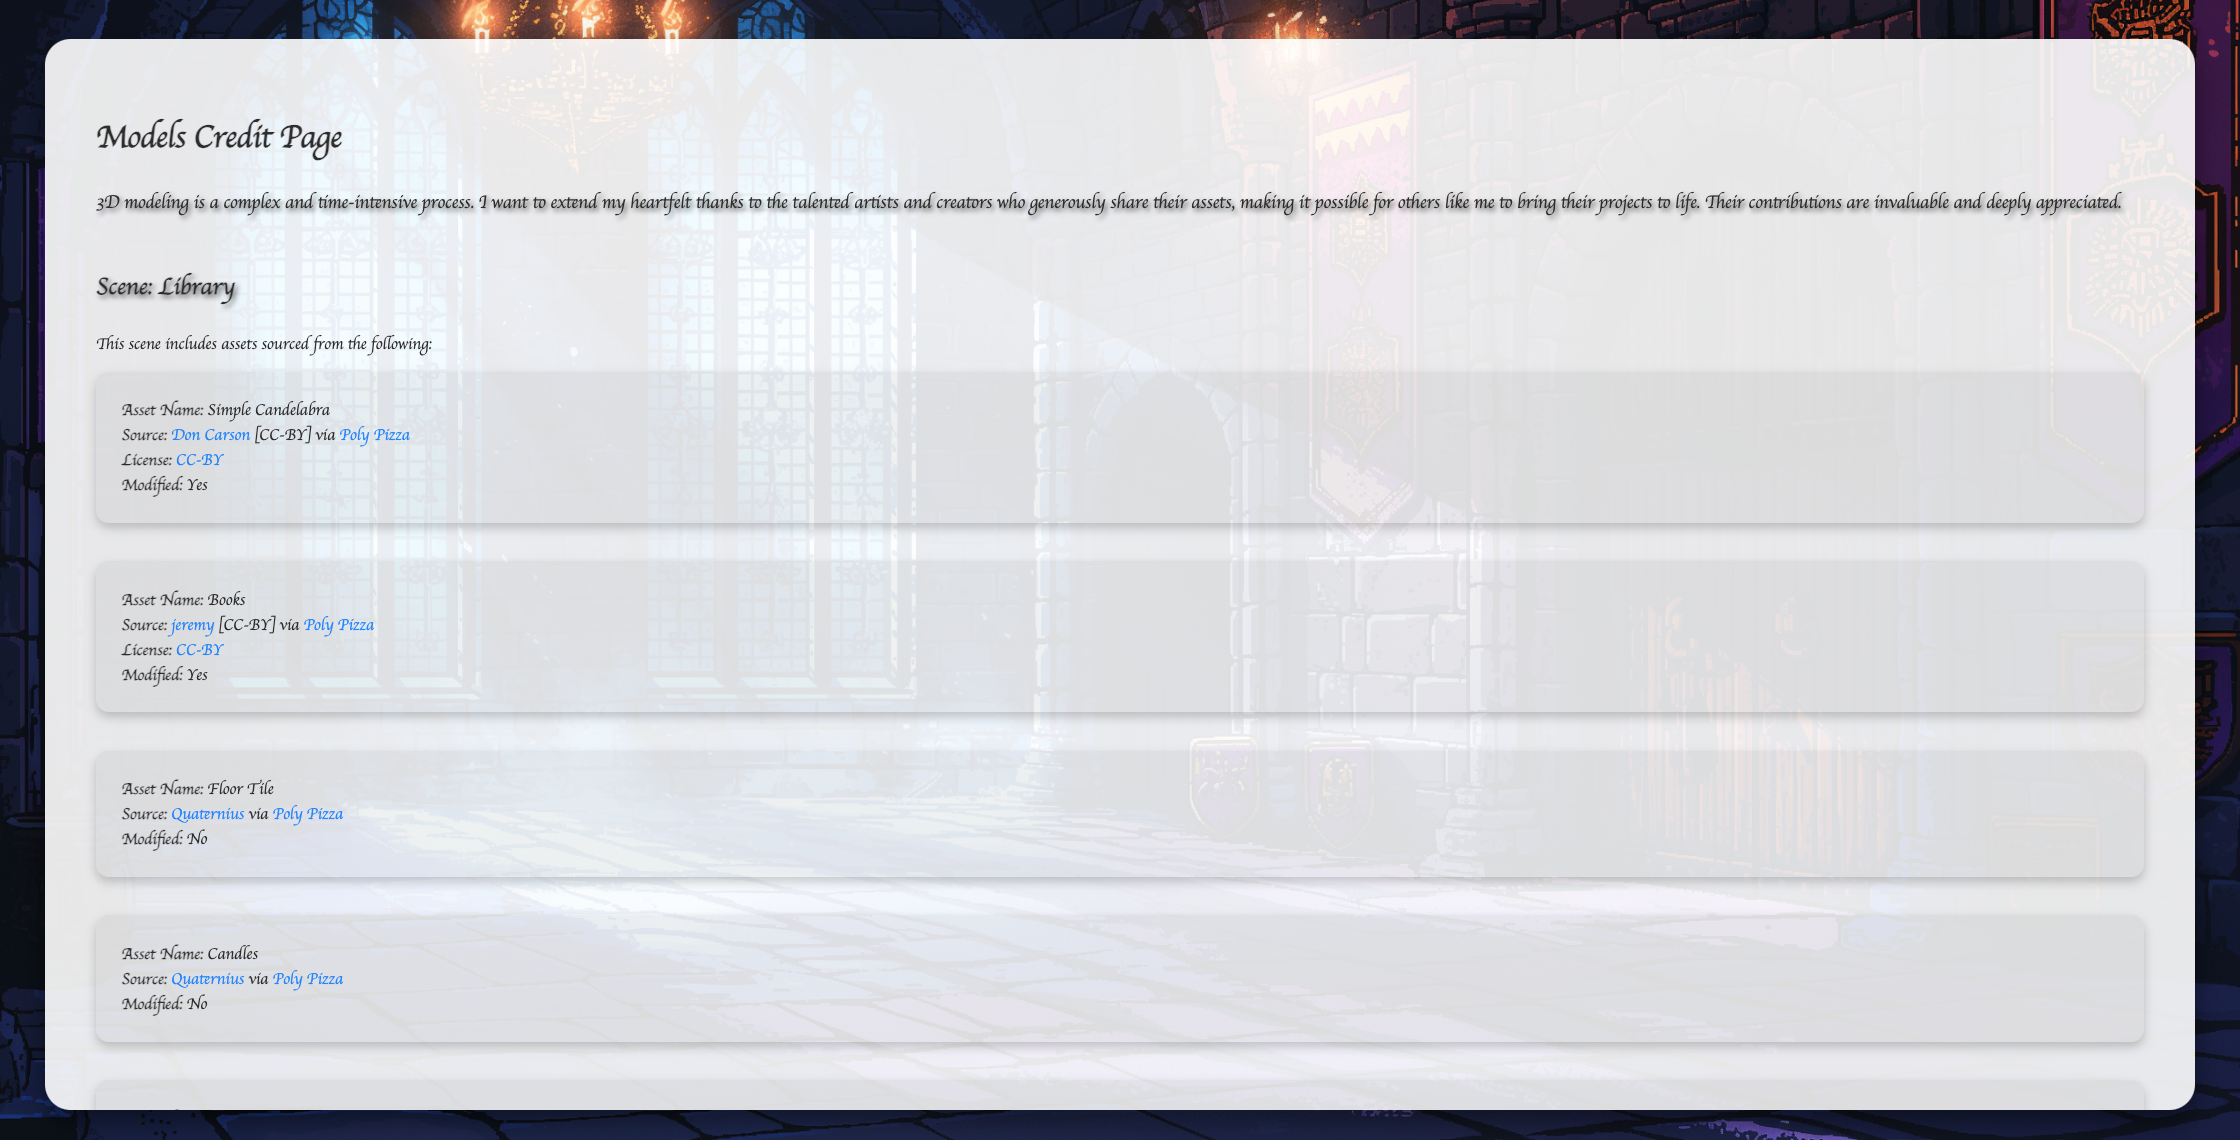 Models Credit Page
3D modeling is a complex and time-intensive process. I want to extend my heartfelt thanks to the talented artists and creators who generously share their assets, making it possible for others like me to bring their projects to life. Their contributions are invaluable and deeply appreciated.
Scene: Library
This scene includes assets sourced from the following:
Asset Name: Simple Candelabra
Source: Don Carson [CC-BY] via Poly Pizza
License: CC-BY
Modified: Yes
Asset Name: Books
Source: jeremy [CC-BY] via Poly Pizza
License: CC-BY
Modified: Yes
Asset Name: Floor Tile
Source: Quaternius via Poly Pizza
Modified: No
Asset Name: Candles
Source: Quaternius via Poly Pizza
Modified: No